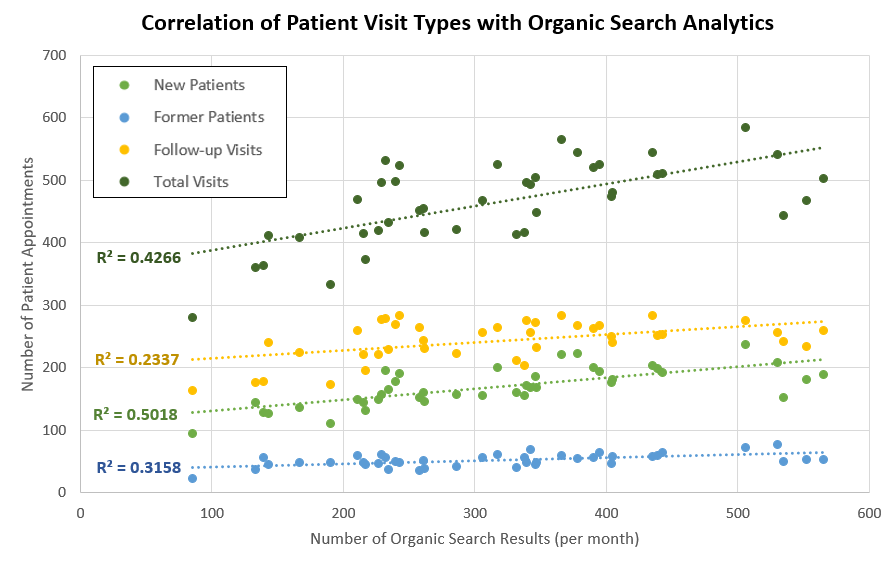 Correlation of Patient Visit Types with Organic Search Analytics
700
600
500
400
300
200
100
0
Number of Patient Appointments
New Patients
Former Patients
Follow-up Visits
Total Visits
R² = 0.4266
R² = 0.2337
R² = 0.5018
R² = 0.3158
0 100 200 300 400 500 600
Number of Organic Search Results (per month)